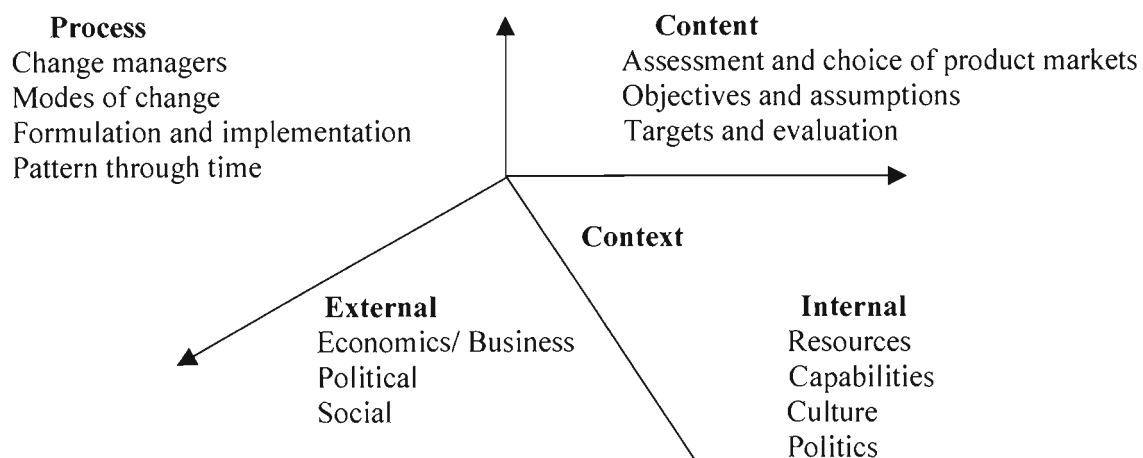 Process
Change managers
Modes of change
Formulation and implementation
Pattern through time
Content
Assessment and choice of product markets
Objectives and assumptions
Targets and evaluation
Context
External
Economics/ Business
Political
Social
Internal
Resources
Capabilities
Culture
Politics